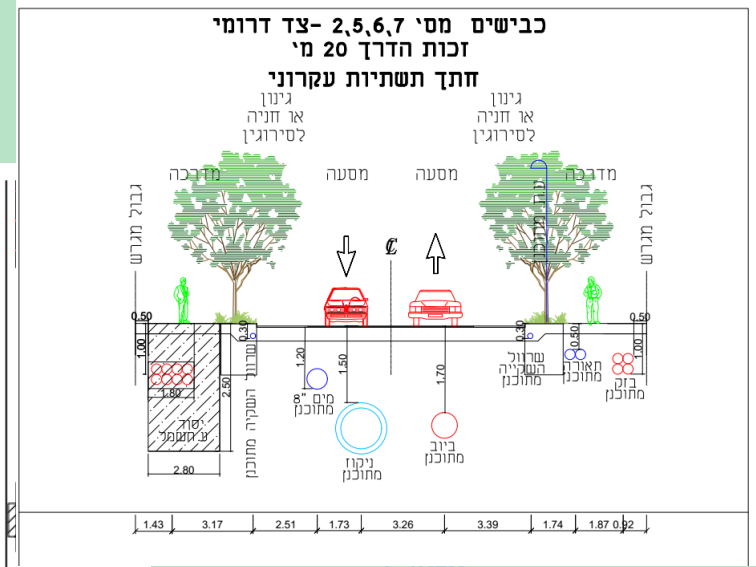 כבישים מס' 2,5,6,7 -צד דרומי
זכות הדרך 20 מ'
חתך תשתיות עקרוני
גינון
או חניה
לסירוגין
גינון
או חניה
לסירוגין
מדרכה
מסעה
מסעה
מדרכה
גבול מגרש
ע.ת מתוכנן
גבול מגרש
℄
0.50
0.50
1.00
0.30
1.20
1.50
1.70
0.30
0.50
1.00
1.80
2.50
2.80
יסוד
ע.חשמל
שרוול השקיה מתוכנן
מים 8"
מתוכנן
ניקוז
מתוכנן
ביוב
מתוכנן
שרוול
השקייה
מתוכנן
תאורה
מתוכנן
בזק
מתוכנן
1.43 3.17 2.51 1.73 3.26 3.39 1.74 1.87 0.92